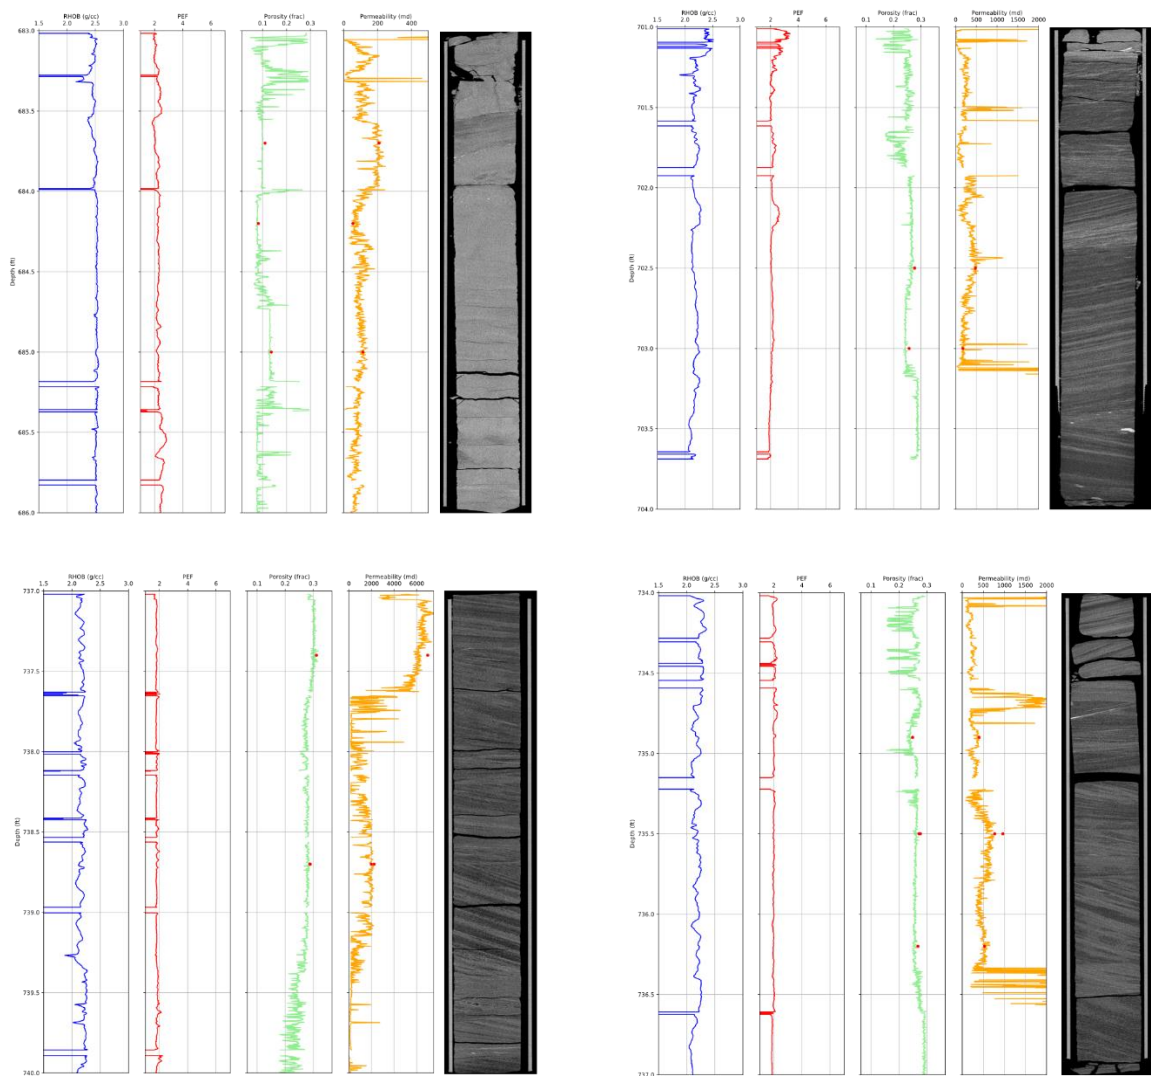 RHOB (g/cc) PEF Porosity (frac) Permeability (md)
1.5 2.0 2.5 3.0 2 4 6 0.1 0.2 0.3 200 400
683.0
683.5
684.0
684.5
685.0
685.5
686.0
Depth (ft)
RHOB (g/cc) PEF Porosity (frac) Permeability (md)
1.5 2.0 2.5 3.0 2 4 6 0.1 0.2 0.3 0 500 1000 1500 2000
701.0
701.5
702.0
702.5
703.0
703.5
704.0
Depth (ft)
RHOB (g/cc) PEF Porosity (frac) Permeability (md)
1.5 2.0 2.5 3.0 2 4 6 0.1 0.2 0.3 0 2000 4000 6000
737.0
737.5
738.0
738.5
739.0
739.5
740.0
Depth (ft)
RHOB (g/cc) PEF Porosity (frac) Permeability (md)
1.5 2.0 2.5 3.0 2 4 6 0.1 0.2 0.3 500 1000 1500 2000
734.0
734.5
735.0
735.5
736.0
736.5
737.0
Depth (ft)